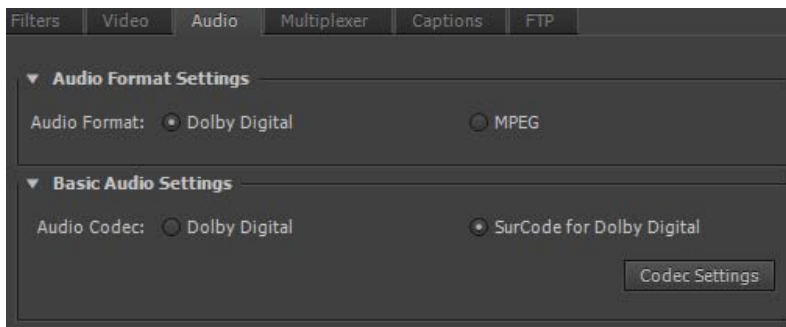 Filters Video Audio Multiplexer Captions FTP
Audio Format Settings
Audio Format: Dolby Digital MPEG
Basic Audio Settings
Audio Codec: Dolby Digital SurCode for Dolby Digital
Codec Settings